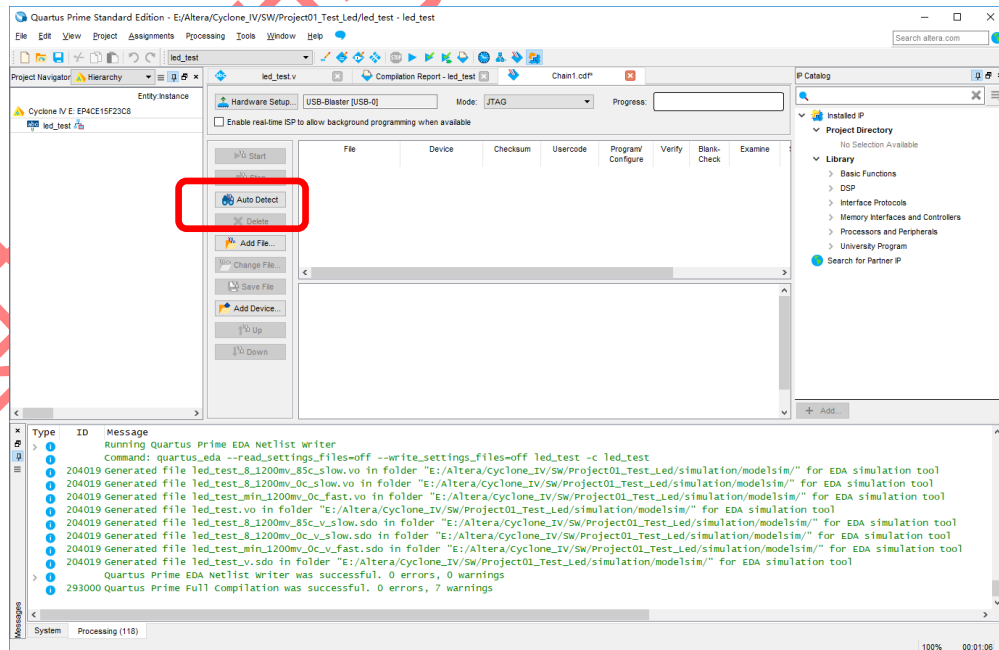 Quartus Prime Standard Edition - E:/Altera/Cyclone_IV/SW/Project01_Test_Led/led_test - led_test
File Edit View Project Assignments Processing Tools Window Help
Search altera.com
led_test
Project Navigator Hierarchy
led_test.v
Compilation Report - led_test
Chain1.cdf*
IP Catalog
Entity:Instance
Cyclone IV E: EP4CE15F23C8
led_test
Hardware Setup...
USB-Blaster [USB-0]
Mode: JTAG
Progress:
Enable real-time ISP to allow background programming when available
Start
Stop
Auto Detect
Delete
Add File...
Change File...
Save File
Add Device...
Up
Down
File Device Checksum Usercode Program/ Verify Blank- Examine
Configure Check
Installed IP
Project Directory
No Selection Available
Library
Basic Functions
DSP
Interface Protocols
Memory Interfaces and Controllers
Processors and Peripherals
University Program
Search for Partner IP
+ Add...
Type ID Message
Running Quartus Prime EDA Netlist Writer
Command: quartus_eda --read_settings_files=off --write_settings_files=off led_test -c led_test
204019 Generated file led_test_8_1200mv_85c_slow.vo in folder "E:/Altera/Cyclone_IV/SW/Project01_Test_Led/simulation/modelsim/" for EDA simulation tool
204019 Generated file led_test_8_1200mv_0c_slow.vo in folder "E:/Altera/Cyclone_IV/SW/Project01_Test_Led/simulation/modelsim/" for EDA simulation tool
204019 Generated file led_test_min_1200mv_0c_fast.vo in folder "E:/Altera/Cyclone_IV/SW/Project01_Test_Led/simulation/modelsim/" for EDA simulation tool
204019 Generated file led_test.vo in folder "E:/Altera/Cyclone_IV/SW/Project01_Test_Led/simulation/modelsim/" for EDA simulation tool
204019 Generated file led_test_8_1200mv_85c_v_slow.sdo in folder "E:/Altera/Cyclone_IV/SW/Project01_Test_Led/simulation/modelsim/" for EDA simulation tool
204019 Generated file led_test_8_1200mv_0c_v_slow.sdo in folder "E:/Altera/Cyclone_IV/SW/Project01_Test_Led/simulation/modelsim/" for EDA simulation tool
204019 Generated file led_test_min_1200mv_0c_v_fast.sdo in folder "E:/Altera/Cyclone_IV/SW/Project01_Test_Led/simulation/modelsim/" for EDA simulation tool
204019 Generated file led_test_v.sdo in folder "E:/Altera/Cyclone_IV/SW/Project01_Test_Led/simulation/modelsim/" for EDA simulation tool
Quartus Prime EDA Netlist Writer was successful. 0 errors, 0 warnings
293000 Quartus Prime Full Compilation was successful. 0 errors, 7 warnings
Messages
System Processing (118)
100% 00:01:06